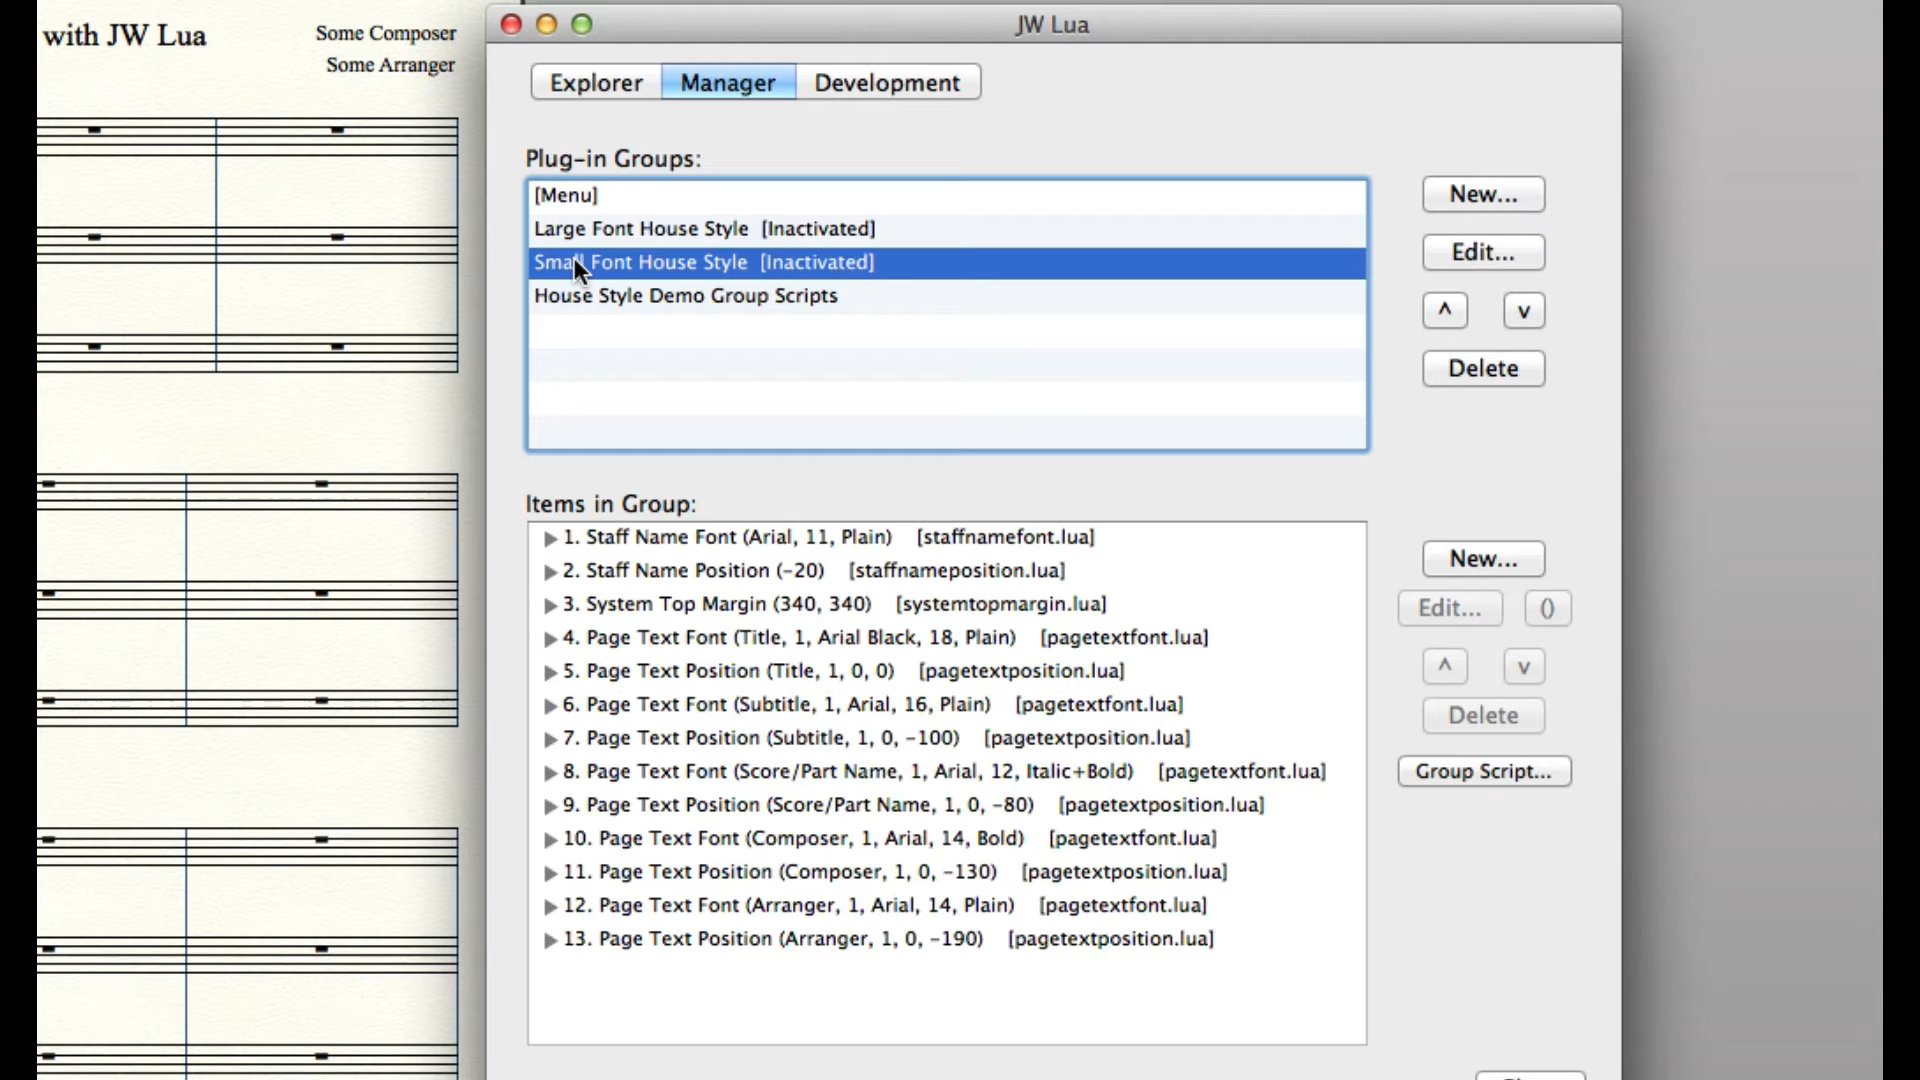 with JW Lua
Some Composer
Some Arranger
JW Lua
Explorer
Manager
Development
Plug-in Groups:
[Menu]
Large Font House Style [Inactivated]
Small Font House Style [Inactivated]
House Style Demo Group Scripts
New...
Edit...
^
v
Delete
Items in Group:
1. Staff Name Font (Arial, 11, Plain) [staffnamefont.lua]
2. Staff Name Position (-20) [staffnameposition.lua]
3. System Top Margin (340, 340) [systemtopmargin.lua]
4. Page Text Font (Title, 1, Arial Black, 18, Plain) [pagetextfont.lua]
5. Page Text Position (Title, 1, 0, 0) [pagetextposition.lua]
6. Page Text Font (Subtitle, 1, Arial, 16, Plain) [pagetextfont.lua]
7. Page Text Position (Subtitle, 1, 0, -100) [pagetextposition.lua]
8. Page Text Font (Score/Part Name, 1, Arial, 12, Italic+Bold) [pagetextfont.lua]
9. Page Text Position (Score/Part Name, 1, 0, -80) [pagetextposition.lua]
10. Page Text Font (Composer, 1, Arial, 14, Bold) [pagetextfont.lua]
11. Page Text Position (Composer, 1, 0, -130) [pagetextposition.lua]
12. Page Text Font (Arranger, 1, Arial, 14, Plain) [pagetextfont.lua]
13. Page Text Position (Arranger, 1, 0, -190) [pagetextposition.lua]
New...
Edit...
()
^
v
Delete
Group Script...